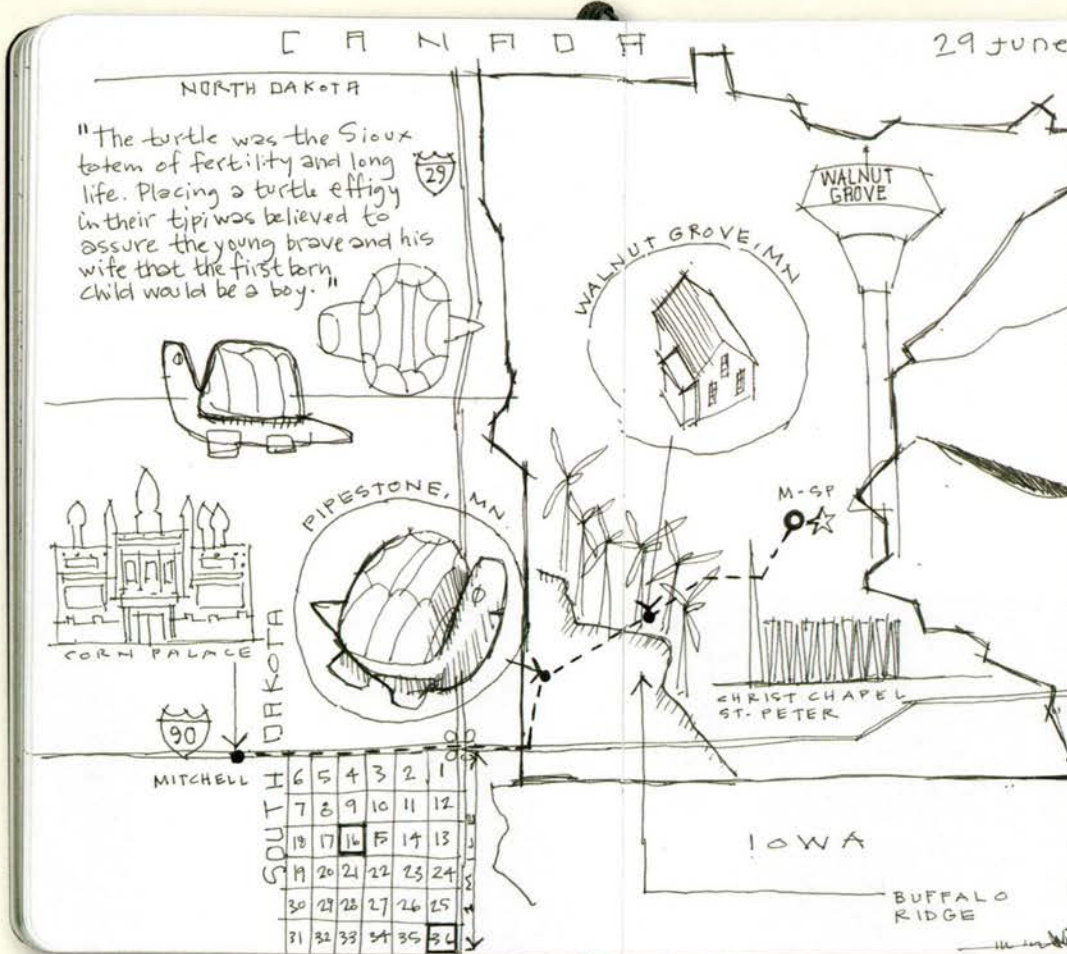 CANADA
29 June
NORTH DAKOTA
"The turtle was the Sioux
totem of fertility and long
life. Placing a turtle effigy
in their tipi was believed to
assure the young brave and his
wife that the first born
child would be a boy."
29
WALNUT
GROVE
WALNUT GROVE, MN
PIPESTONE, MN
M-SP
CORN PALACE
CHRIST CHAPEL
ST. PETER
90
MITCHELL
SOUTH DAKOTA
6 5 4 3 2 1
7 8 9 10 11 12
18 17 16 15 14 13
19 20 21 22 23 24
30 29 28 27 26 25
31 32 33 34 35 36
MILE
IOWA
BUFFALO
RIDGE